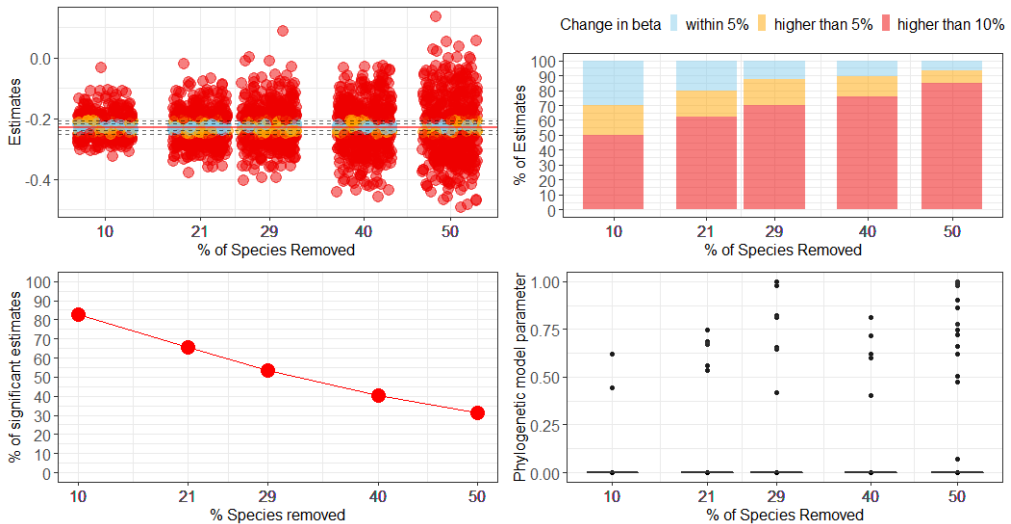 Estimates
0.0
-0.2
-0.4
10 21 29 40 50
% of Species Removed
Change in beta within 5% higher than 5% higher than 10%
% of Estimates
100
90
80
70
60
50
40
30
20
10
0
10 21 29 40 50
% of Species Removed
% of significant estimates
100
90
80
70
60
50
40
30
20
10
0
10 21 29 40 50
% Species removed
Phylogenetic model parameter
1.00
0.75
0.50
0.25
0.00
10 21 29 40 50
% of Species Removed